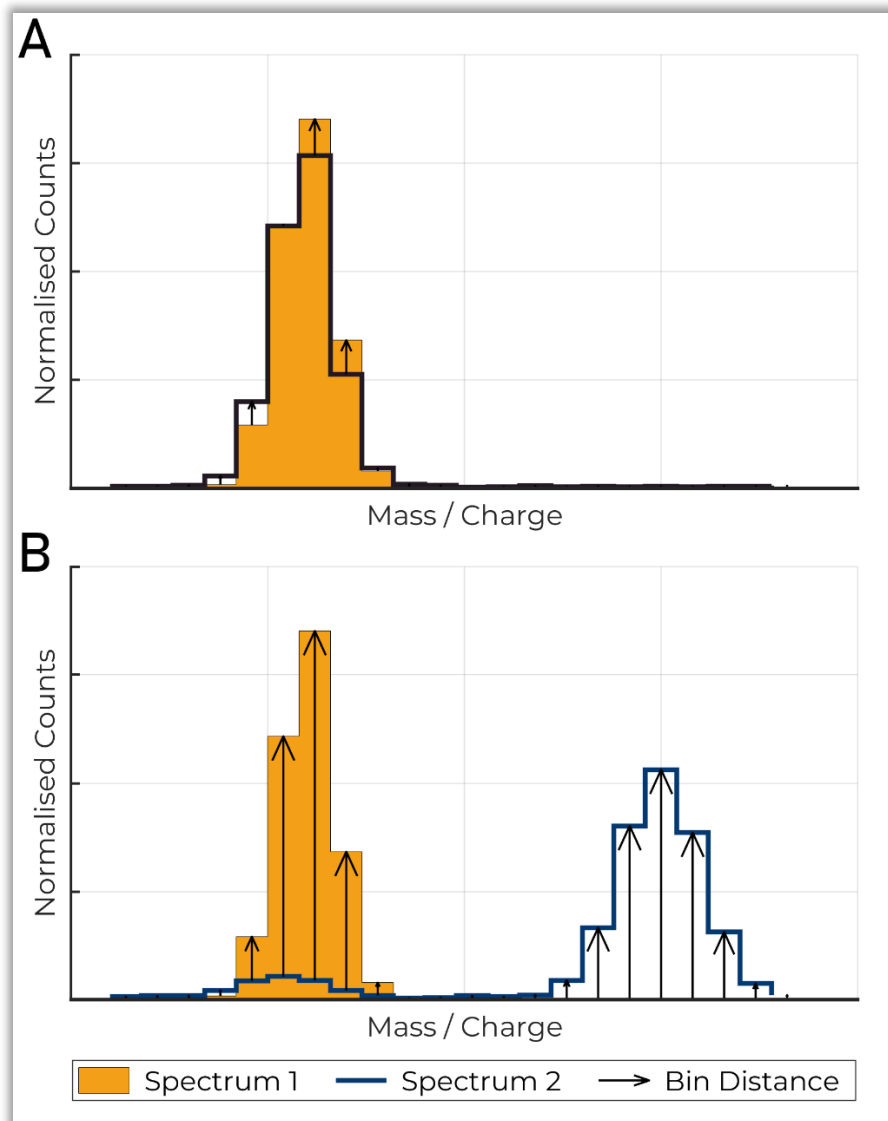 A
Normalised Counts
Mass / Charge
B
Normalised Counts
Mass / Charge
Spectrum 1 Spectrum 2 Bin Distance